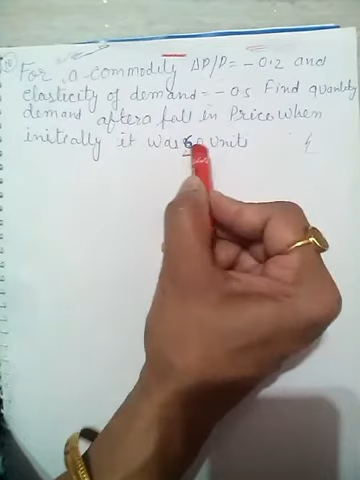 For a commodity ΔP/P = -0.2 and
elasticity of demand = -0.5 Find quantity
demand after a fall in Price when
initially it was 60 units